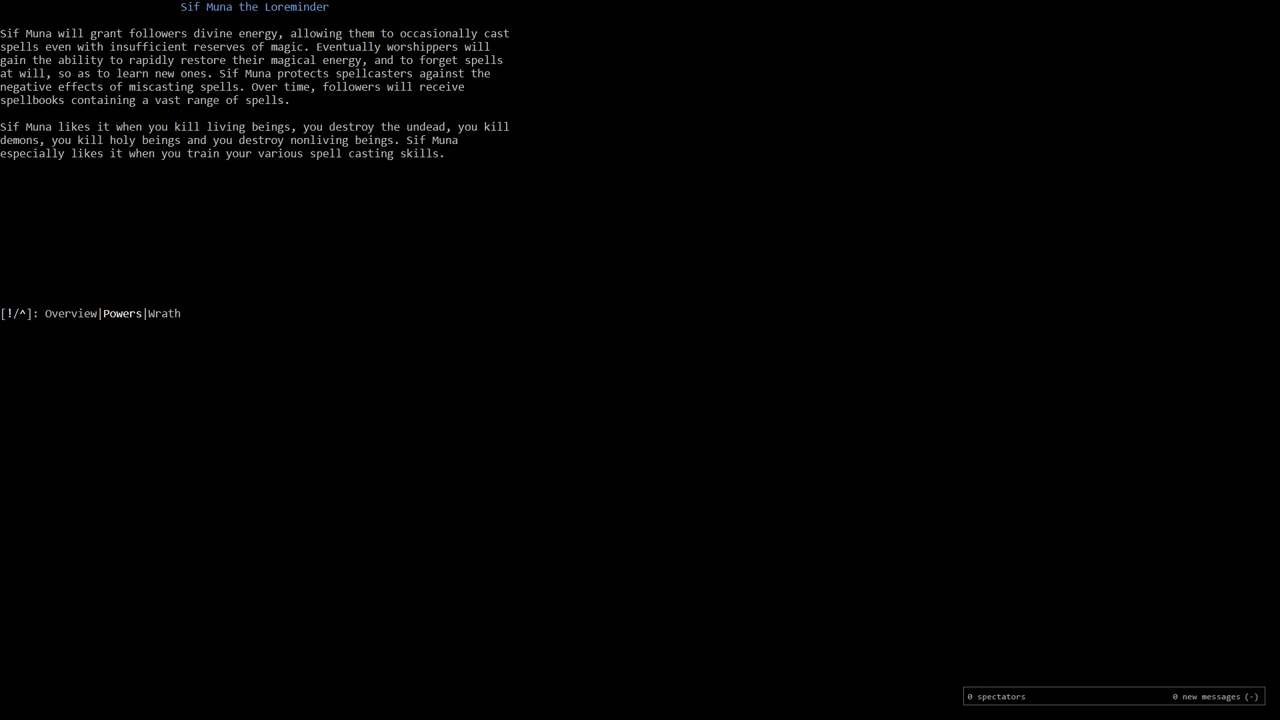 Sif Muna the Loreminder
Sif Muna will grant followers divine energy, allowing them to occasionally cast
spells even with insufficient reserves of magic. Eventually worshippers will
gain the ability to rapidly restore their magical energy, and to forget spells
at will, so as to learn new ones. Sif Muna protects spellcasters against the
negative effects of miscasting spells. Over time, followers will receive
spellbooks containing a vast range of spells.
Sif Muna likes it when you kill living beings, you destroy the undead, you kill
demons, you kill holy beings and you destroy nonliving beings. Sif Muna
especially likes it when you train your various spell casting skills.
[!/^]: Overview|Powers|Wrath
0 spectators 0 new messages (-)